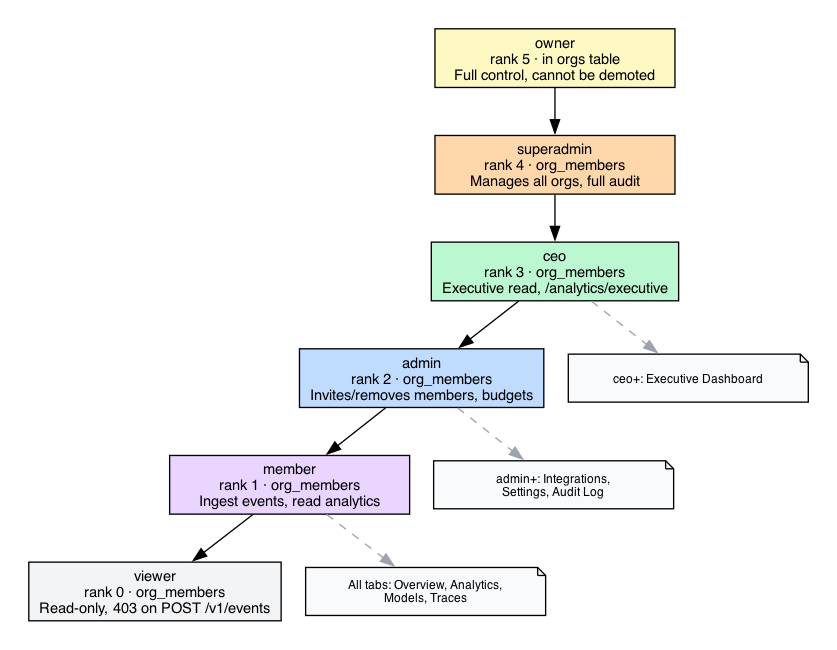 owner
rank 5 · in orgs table
Full control, cannot be demoted
superadmin
rank 4 · org_members
Manages all orgs, full audit
ceo
rank 3 · org_members
Executive read, /analytics/executive
admin
rank 2 · org_members
Invites/removes members, budgets
ceo+: Executive Dashboard
member
rank 1 · org_members
Ingest events, read analytics
admin+: Integrations,
Settings, Audit Log
viewer
rank 0 · org_members
Read-only, 403 on POST /v1/events
All tabs: Overview, Analytics,
Models, Traces